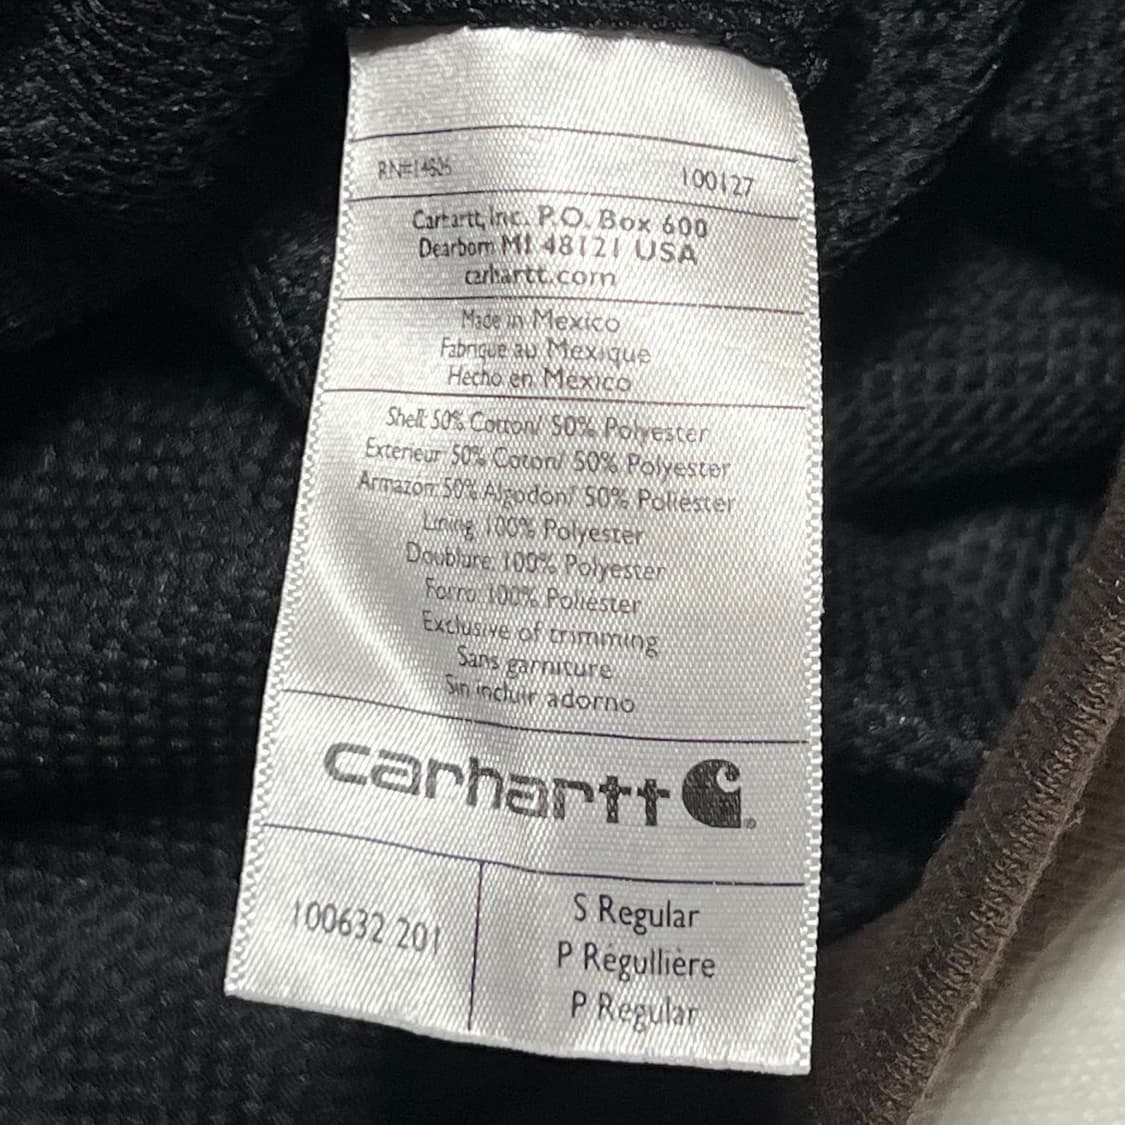 RN#14806
100127
Carhartt, Inc. P.O. Box 600
Dearborn MI 48121 USA
carhartt.com
Made in Mexico
Fabriqué au Mexique
Hecho en Mexico
Shell: 50% Cotton/ 50% Polyester
Exterieur 50% Coton/ 50% Polyester
Armazon: 50% Algodon/ 50% Poliester
Lining: 100% Polyester
Doublure: 100% Polyester
Forro: 100% Poliester
Exclusive of trimming
Sans garniture
Sin incluir adorno
carhartt
100632 201
S Regular
P Régullière
P Regular